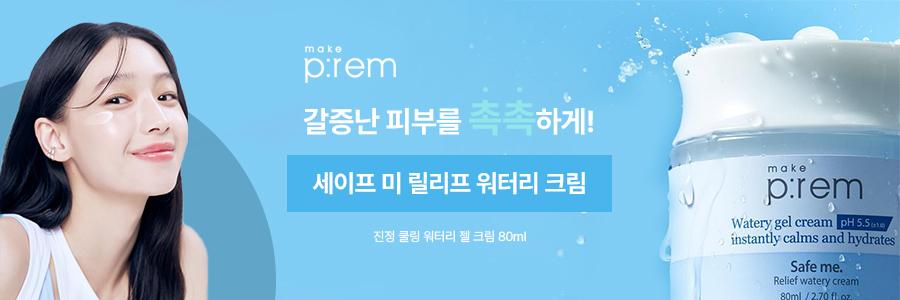 make
p:rem
갈증난 피부를 촉촉하게!
세이프 미 릴리프 워터리 크림
진정 쿨링 워터리 젤 크림 80ml
make
p:rem
Watery gel cream pH 5.5 (±1.0)
instantly calms and hydrates
Safe me.
Relief watery cream
80ml / 2.70 fl.oz.